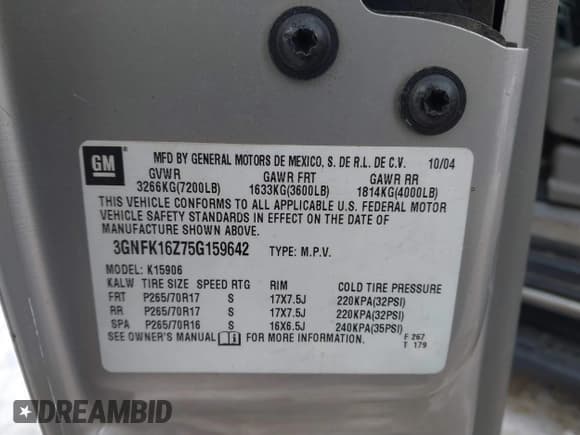 GM
MFD BY GENERAL MOTORS DE MEXICO, S. DE R.L. DE C.V. 10/04
GVWR GAWR FRT GAWR RR
3266KG(7200LB) 1633KG(3600LB) 1814KG(4000LB)
THIS VEHICLE CONFORMS TO ALL APPLICABLE U.S. FEDERAL MOTOR
VEHICLE SAFETY STANDARDS IN EFFECT ON THE DATE OF
MANUFACTURE SHOWN ABOVE.
3GNFK16Z75G159642 TYPE: M.P.V.
MODEL: K15906
KALW TIRE SIZE SPEED RTG RIM COLD TIRE PRESSURE
FRT P265/70R17 S 17X7.5J 220KPA(32PSI)
RR P265/70R17 S 17X7.5J 220KPA(32PSI)
SPA P265/70R16 S 16X6.5J 240KPA(35PSI)
SEE OWNER'S MANUAL FOR MORE INFORMATION.
F 267
T 179
DREAMBID